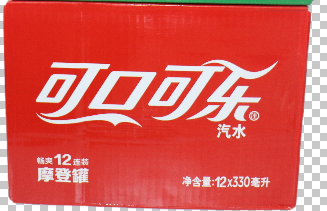 可口可乐®
汽水
畅爽12连装
摩登罐
净含量:12x330毫升